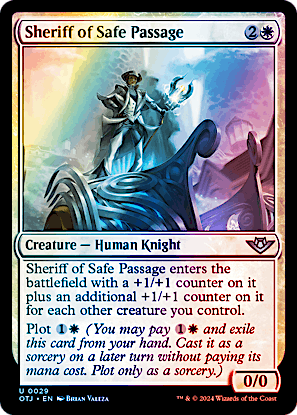 Sheriff of Safe Passage 2
Creature — Human Knight
Sheriff of Safe Passage enters the
battlefield with a +1/+1 counter on it
plus an additional +1/+1 counter on it
for each other creature you control.
Plot 1 (You may pay 1 and exile
this card from your hand. Cast it as a
sorcery on a later turn without paying its
mana cost. Plot only as a sorcery.)
0/0
U 0029
OTJ • EN Brian Valeza
™ & © 2024 Wizards of the Coast